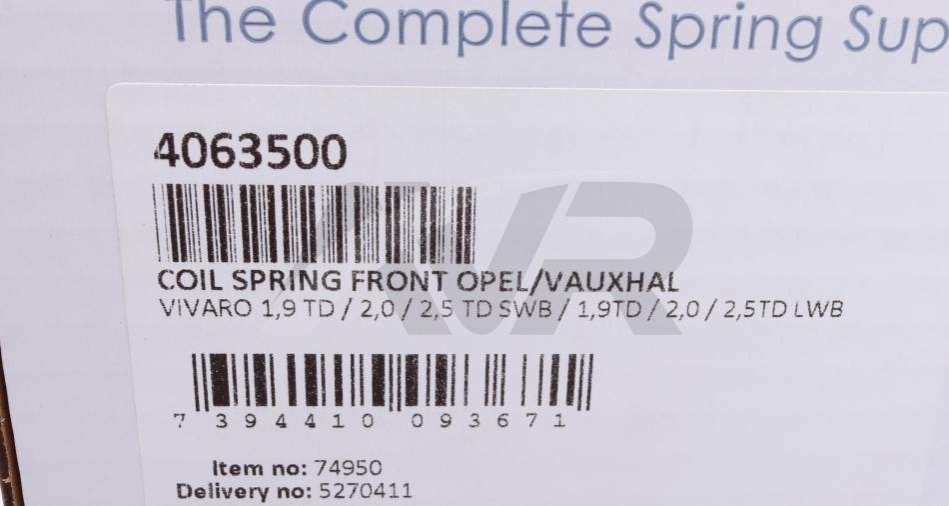 The Complete Spring Sup
4063500
AVR
COIL SPRING FRONT OPEL/VAUXHAL
VIVARO 1,9 TD / 2,0 / 2,5 TD SWB / 1,9TD / 2,0 / 2,5TD LWB
7 394410 093671
Item no: 74950
Delivery no: 5270411